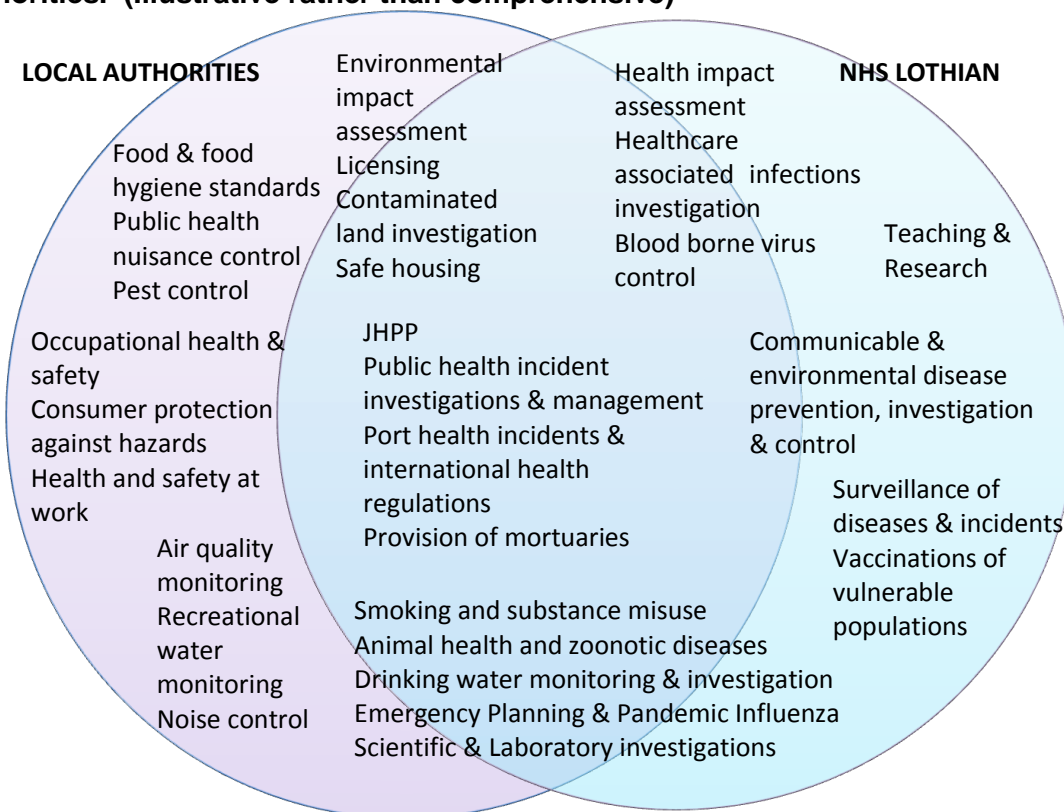 orities. (illustrative rather than comprehensive)
LOCAL AUTHORITIES
NHS LOTHIAN
Environmental
impact
assessment
Licensing
Contaminated
land investigation
Safe housing
Health impact
assessment
Healthcare
associated infections
investigation
Blood borne virus
control
Food & food
hygiene standards
Public health
nuisance control
Pest control
Teaching &
Research
Occupational health &
safety
Consumer protection
against hazards
Health and safety at
work
JHPP
Public health incident
investigations & management
Port health incidents &
international health
regulations
Provision of mortuaries
Communicable &
environmental disease
prevention, investigation
& control
Surveillance of
diseases & incidents
Vaccinations of
vulnerable
populations
Air quality
monitoring
Recreational
water
monitoring
Noise control
Smoking and substance misuse
Animal health and zoonotic diseases
Drinking water monitoring & investigation
Emergency Planning & Pandemic Influenza
Scientific & Laboratory investigations